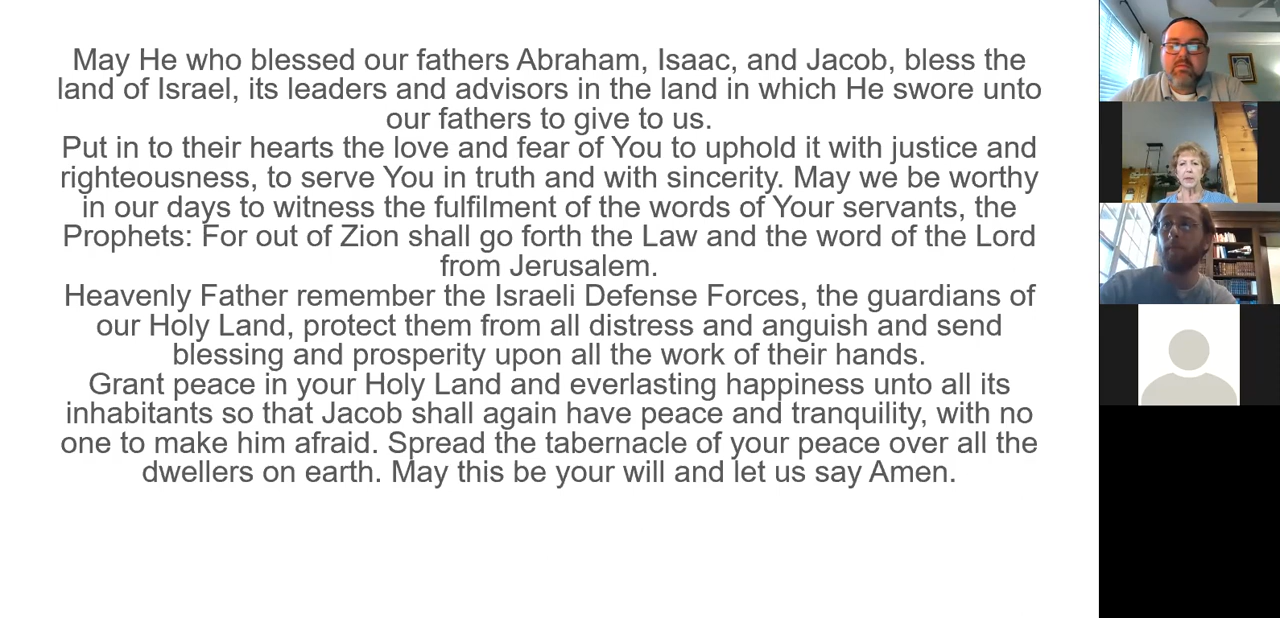 May He who blessed our fathers Abraham, Isaac, and Jacob, bless the
land of Israel, its leaders and advisors in the land in which He swore unto
our fathers to give to us.
Put in to their hearts the love and fear of You to uphold it with justice and
righteousness, to serve You in truth and with sincerity. May we be worthy
in our days to witness the fulfilment of the words of Your servants, the
Prophets: For out of Zion shall go forth the Law and the word of the Lord
from Jerusalem.
Heavenly Father remember the Israeli Defense Forces, the guardians of
our Holy Land, protect them from all distress and anguish and send
blessing and prosperity upon all the work of their hands.
Grant peace in your Holy Land and everlasting happiness unto all its
inhabitants so that Jacob shall again have peace and tranquility, with no
one to make him afraid. Spread the tabernacle of your peace over all the
dwellers on earth. May this be your will and let us say Amen.